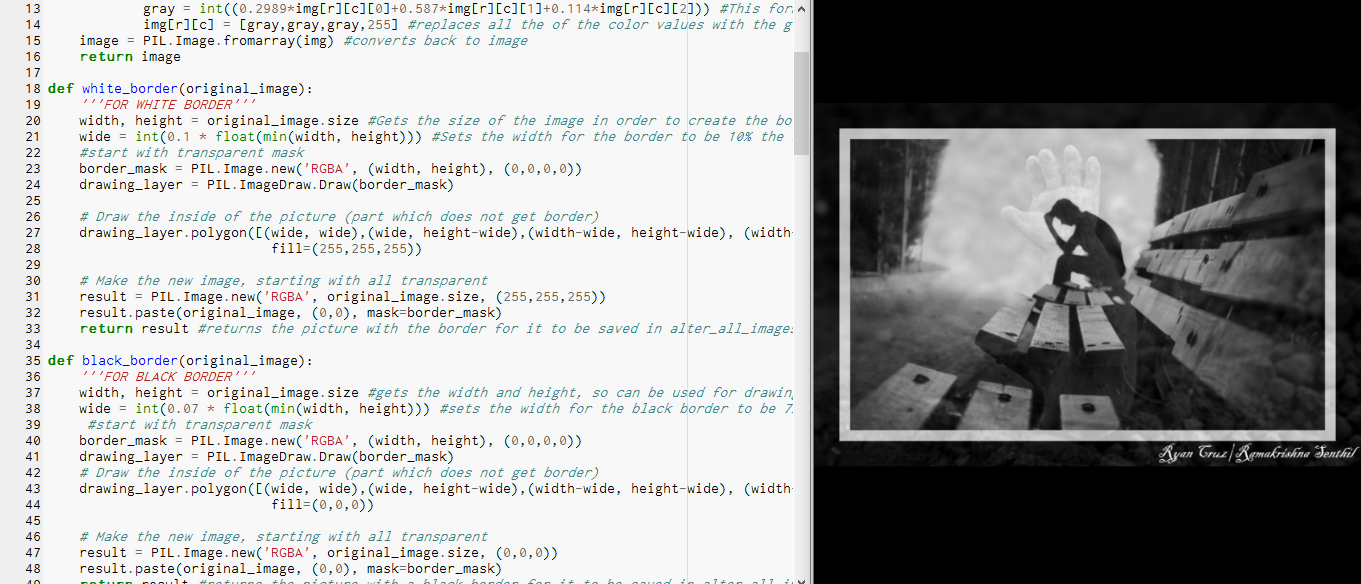 13 gray = int((0.2989*img[r][c][0]+0.587*img[r][c][1]+0.114*img[r][c][2])) #This for
14 img[r][c] = [gray,gray,gray,255] #replaces all the of the color values with the g
15 image = PIL.Image.fromarray(img) #converts back to image
16 return image
17
18 def white_border(original_image):
19 '''FOR WHITE BORDER'''
20 width, height = original_image.size #Gets the size of the image in order to create the bo
21 wide = int(0.1 * float(min(width, height))) #Sets the width for the border to be 10% the
22 #start with transparent mask
23 border_mask = PIL.Image.new('RGBA', (width, height), (0,0,0,0))
24 drawing_layer = PIL.ImageDraw.Draw(border_mask)
25
26 # Draw the inside of the picture (part which does not get border)
27 drawing_layer.polygon([(wide, wide),(wide, height-wide),(width-wide, height-wide), (width-
28 fill=(255,255,255))
29
30 # Make the new image, starting with all transparent
31 result = PIL.Image.new('RGBA', original_image.size, (255,255,255))
32 result.paste(original_image, (0,0), mask=border_mask)
33 return result #returns the picture with the border for it to be saved in alter_all_images
34
35 def black_border(original_image):
36 '''FOR BLACK BORDER'''
37 width, height = original_image.size #gets the width and height, so can be used for drawing
38 wide = int(0.07 * float(min(width, height))) #sets the width for the black border to be 7%
39 #start with transparent mask
40 border_mask = PIL.Image.new('RGBA', (width, height), (0,0,0,0))
41 drawing_layer = PIL.ImageDraw.Draw(border_mask)
42 # Draw the inside of the picture (part which does not get border)
43 drawing_layer.polygon([(wide, wide),(wide, height-wide),(width-wide, height-wide), (width-
44 fill=(0,0,0))
45
46 # Make the new image, starting with all transparent
47 result = PIL.Image.new('RGBA', original_image.size, (0,0,0))
48 result.paste(original_image, (0,0), mask=border_mask)
Ryan Cruz | Ramakrishna Senthil